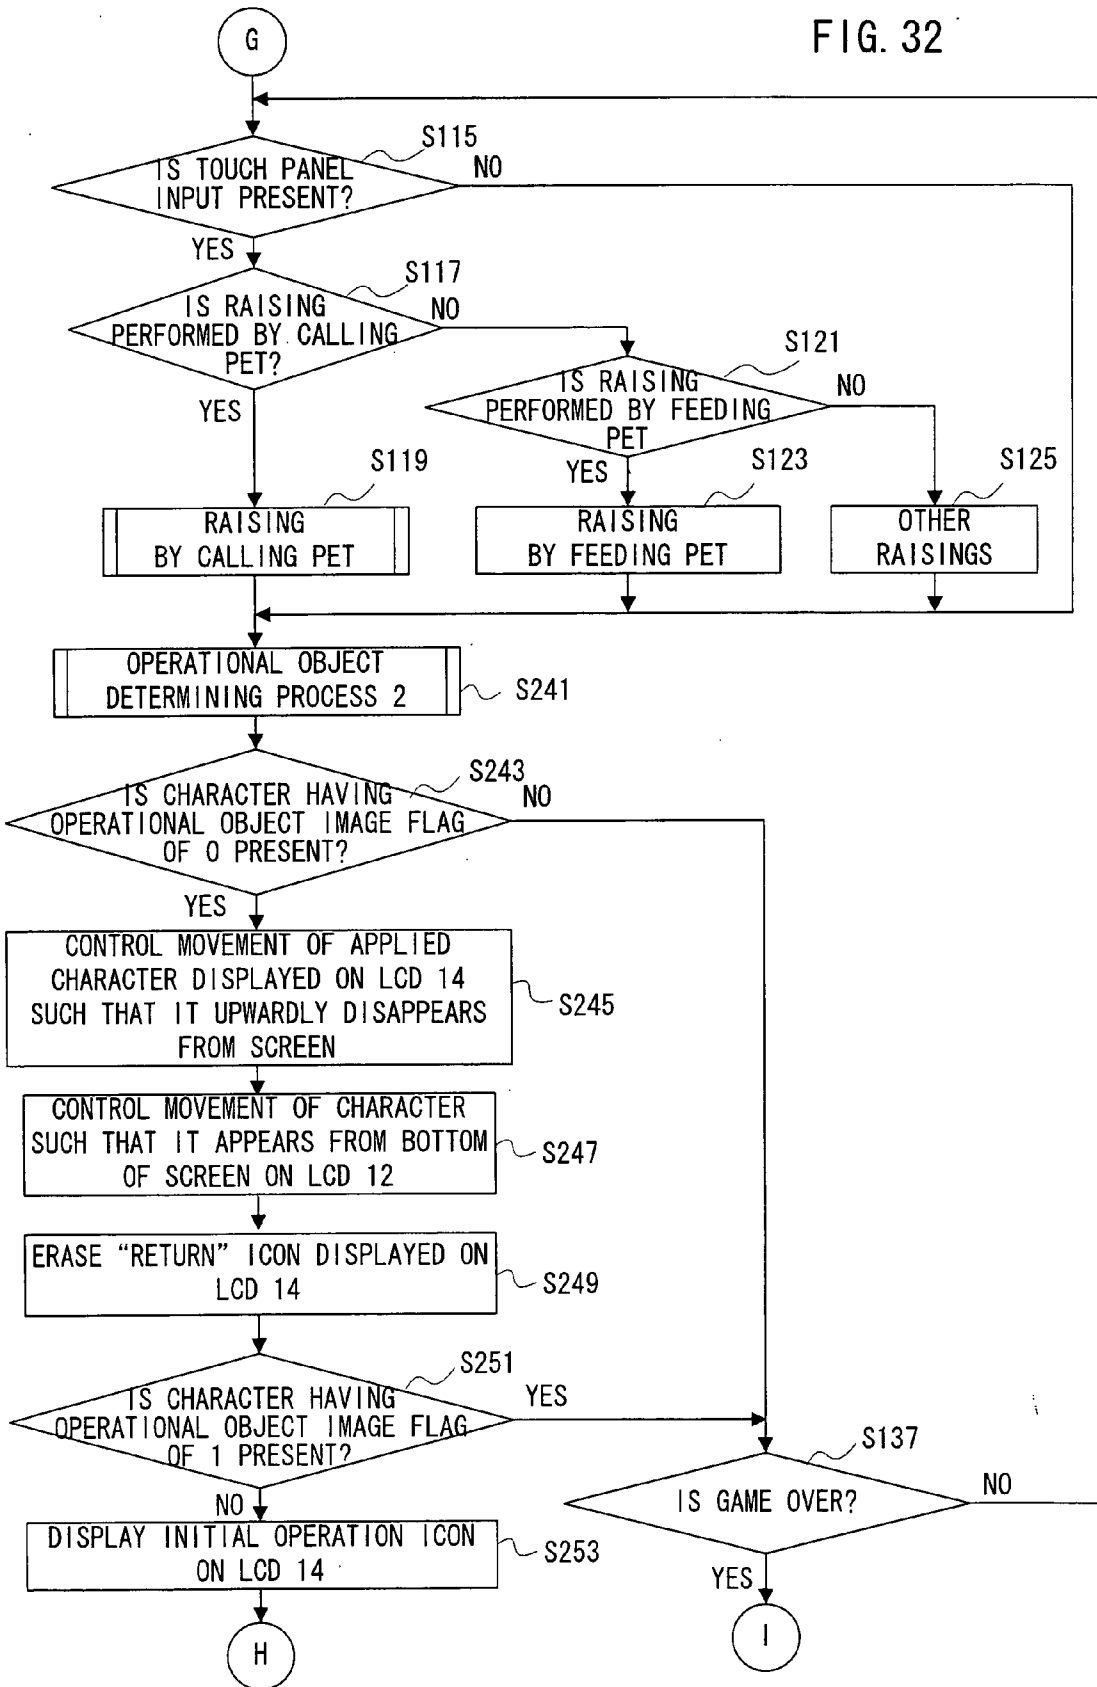 G
FIG. 32
S115
IS TOUCH PANEL
INPUT PRESENT?
NO
YES
S117
IS RAISING
PERFORMED BY CALLING
PET?
NO
YES
S121
IS RAISING
PERFORMED BY FEEDING
PET
NO
YES
S119
RAISING
BY CALLING PET
S123
RAISING
BY FEEDING PET
S125
OTHER
RAISINGS
OPERATIONAL OBJECT
DETERMINING PROCESS 2
S241
S243
IS CHARACTER HAVING
OPERATIONAL OBJECT IMAGE FLAG
OF 0 PRESENT?
NO
YES
CONTROL MOVEMENT OF APPLIED
CHARACTER DISPLAYED ON LCD 14
SUCH THAT IT UPWARDLY DISAPPEARS
FROM SCREEN
S245
CONTROL MOVEMENT OF CHARACTER
SUCH THAT IT APPEARS FROM BOTTOM
OF SCREEN ON LCD 12
S247
ERASE “RETURN” ICON DISPLAYED ON
LCD 14
S249
S251
IS CHARACTER HAVING
OPERATIONAL OBJECT IMAGE FLAG
OF 1 PRESENT?
YES
NO
S137
IS GAME OVER?
NO
YES
DISPLAY INITIAL OPERATION ICON
ON LCD 14
S253
H
I